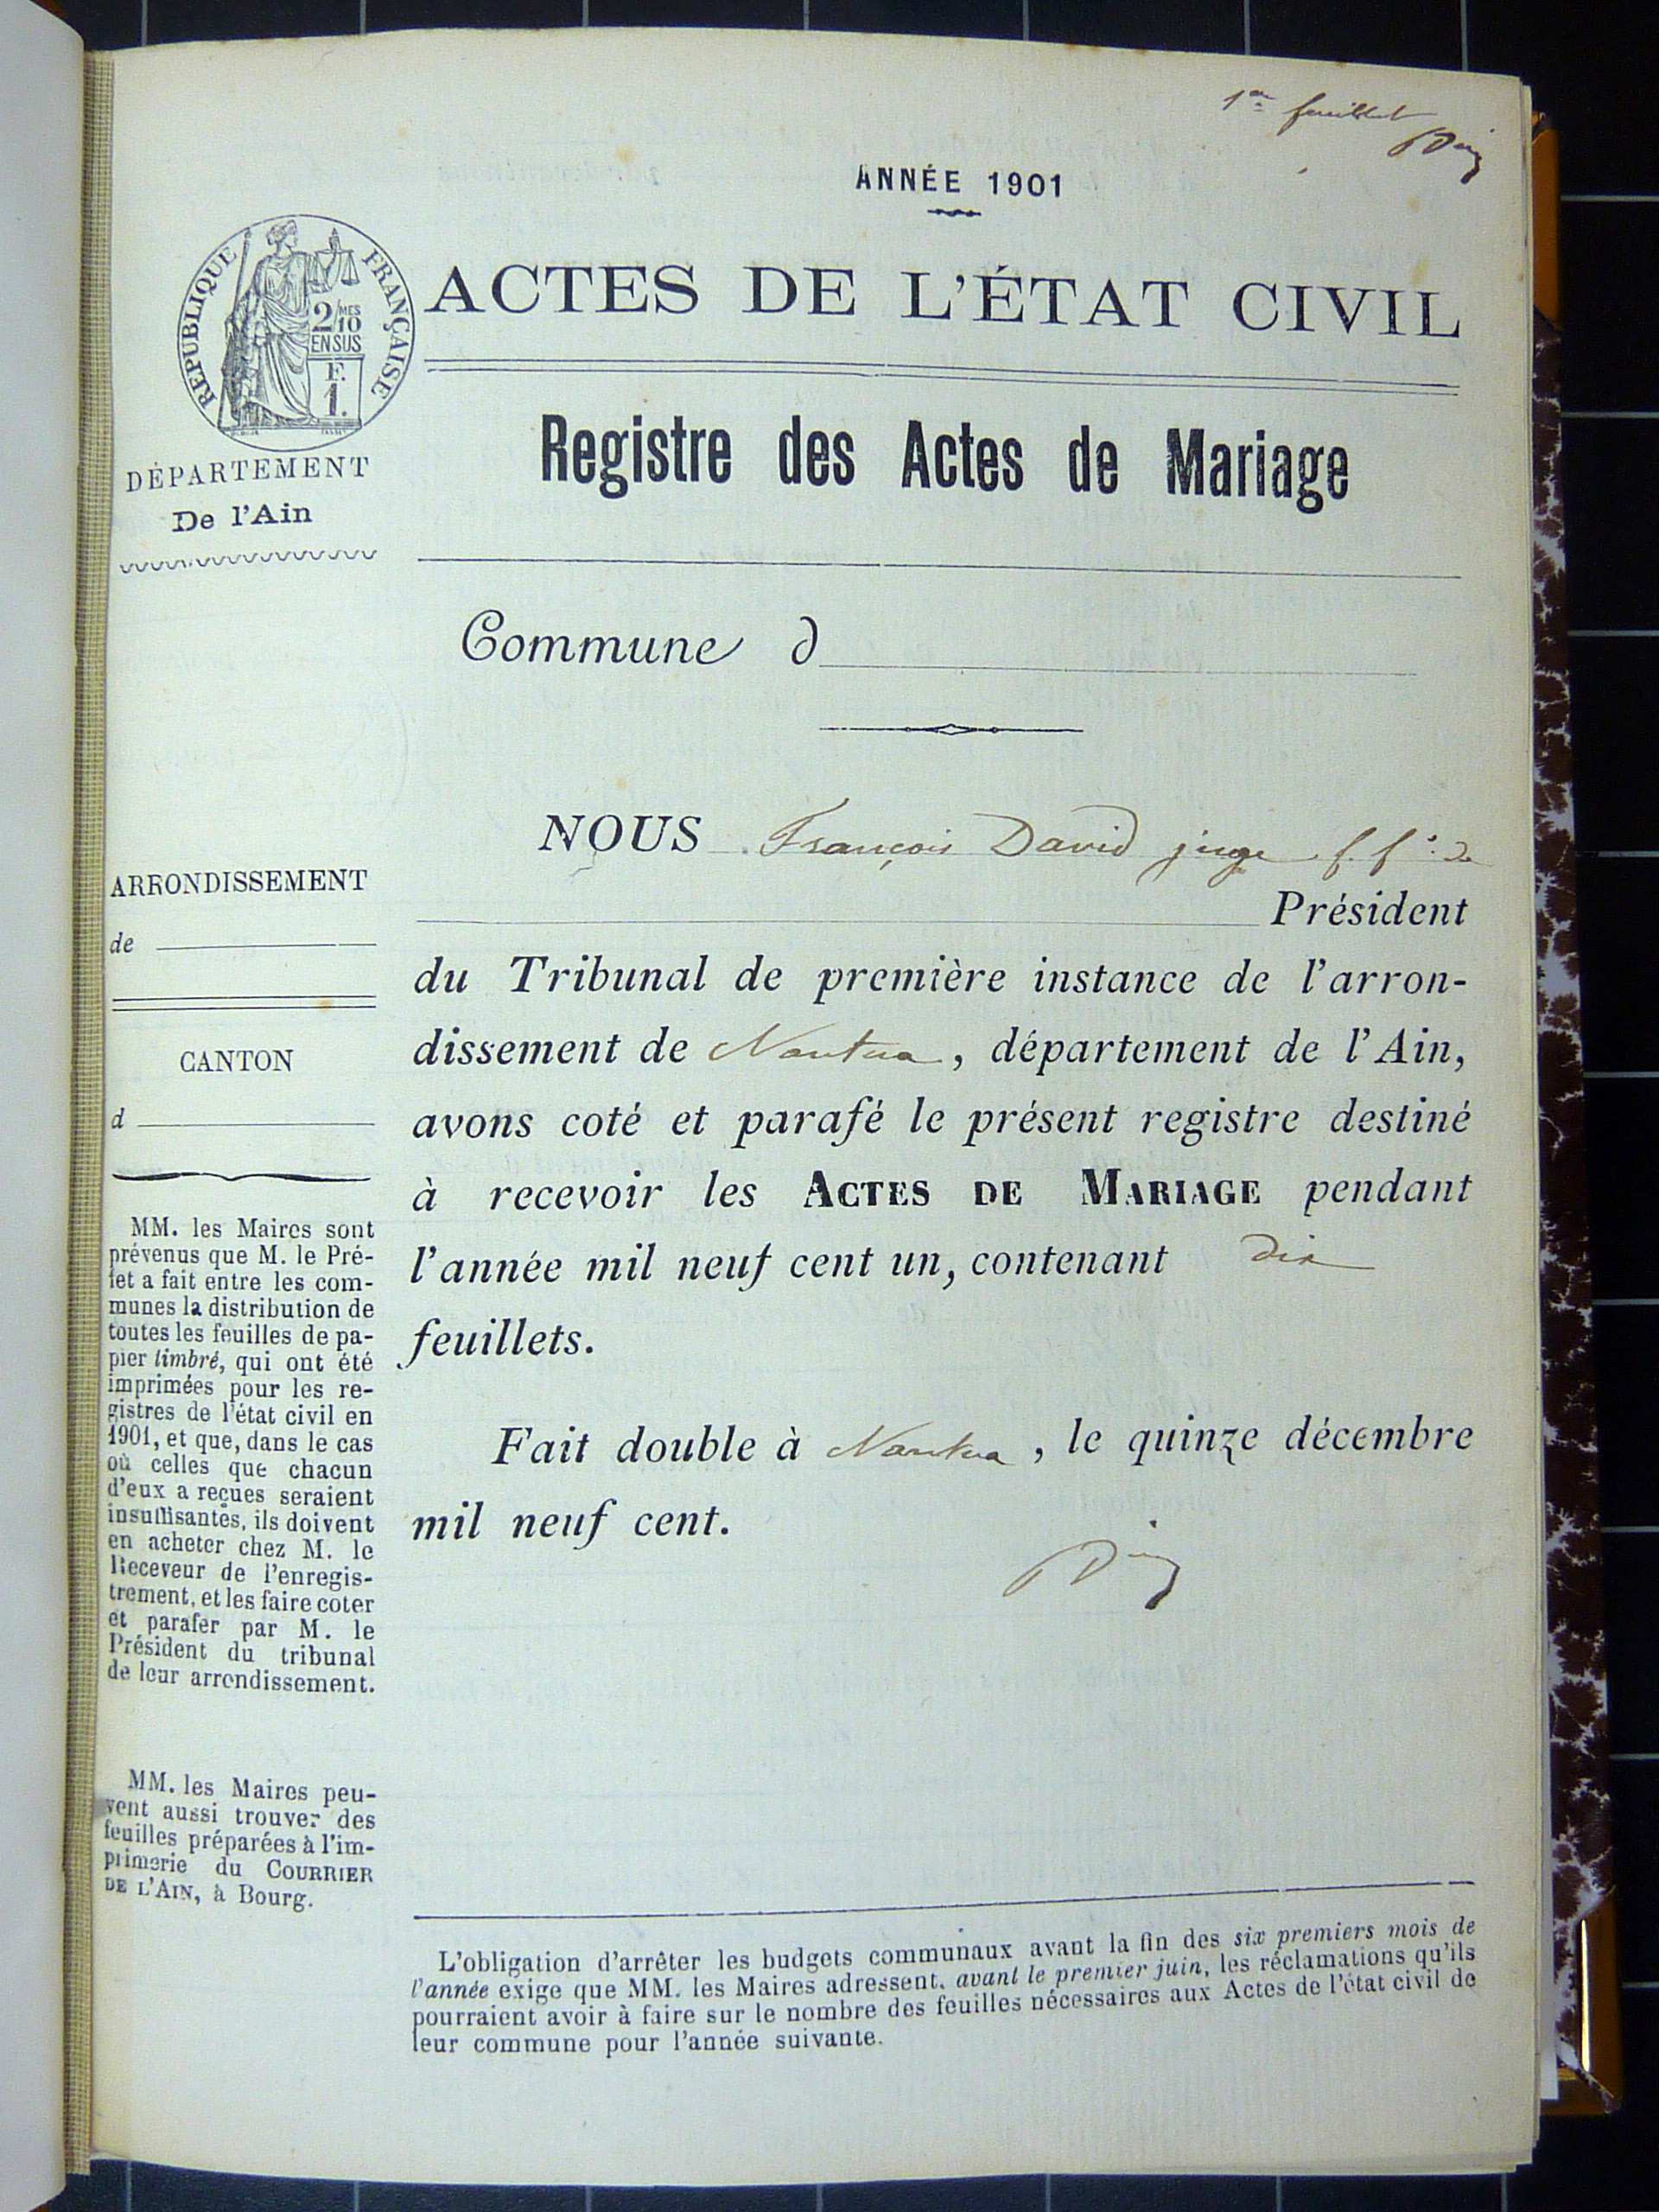 1er feuillet
ANNÉE 1901
RÉPUBLIQUE FRANÇAISE
2/MES 10
EN SUS
F.
1.
ACTES DE L'ÉTAT CIVIL
DÉPARTEMENT
De l'Ain
Registre des Actes de Mariage
Commune d
NOUS François David juge f. f. de
Président
du Tribunal de première instance de l'arron-
dissement de Nantua, département de l'Ain,
avons coté et parafé le présent registre destiné
à recevoir les ACTES DE MARIAGE pendant
l'année mil neuf cent un, contenant dix
feuillets.
Fait double à Nantua, le quinze décembre
mil neuf cent.
ARRONDISSEMENT
de
CANTON
d
MM. les Maires sont
prévenus que M. le Pré-
fet a fait entre les com-
munes la distribution de
toutes les feuilles de pa-
pier timbré, qui ont été
imprimées pour les re-
gistres de l'état civil en
1901, et que, dans le cas
où celles que chacun
d'eux a reçues seraient
insuffisantes, ils doivent
en acheter chez M. le
Receveur de l'enregis-
trement, et les faire coter
et parafer par M. le
Président du tribunal
de leur arrondissement.
MM. les Maires peu-
vent aussi trouver des
feuilles préparées à l'im-
primerie du COURRIER
DE L'AIN, à Bourg.
L'obligation d'arrêter les budgets communaux avant la fin des six premiers mois de
l'année exige que MM. les Maires adressent, avant le premier juin, les réclamations qu'ils
pourraient avoir à faire sur le nombre des feuilles nécessaires aux Actes de l'état civil de
leur commune pour l'année suivante.